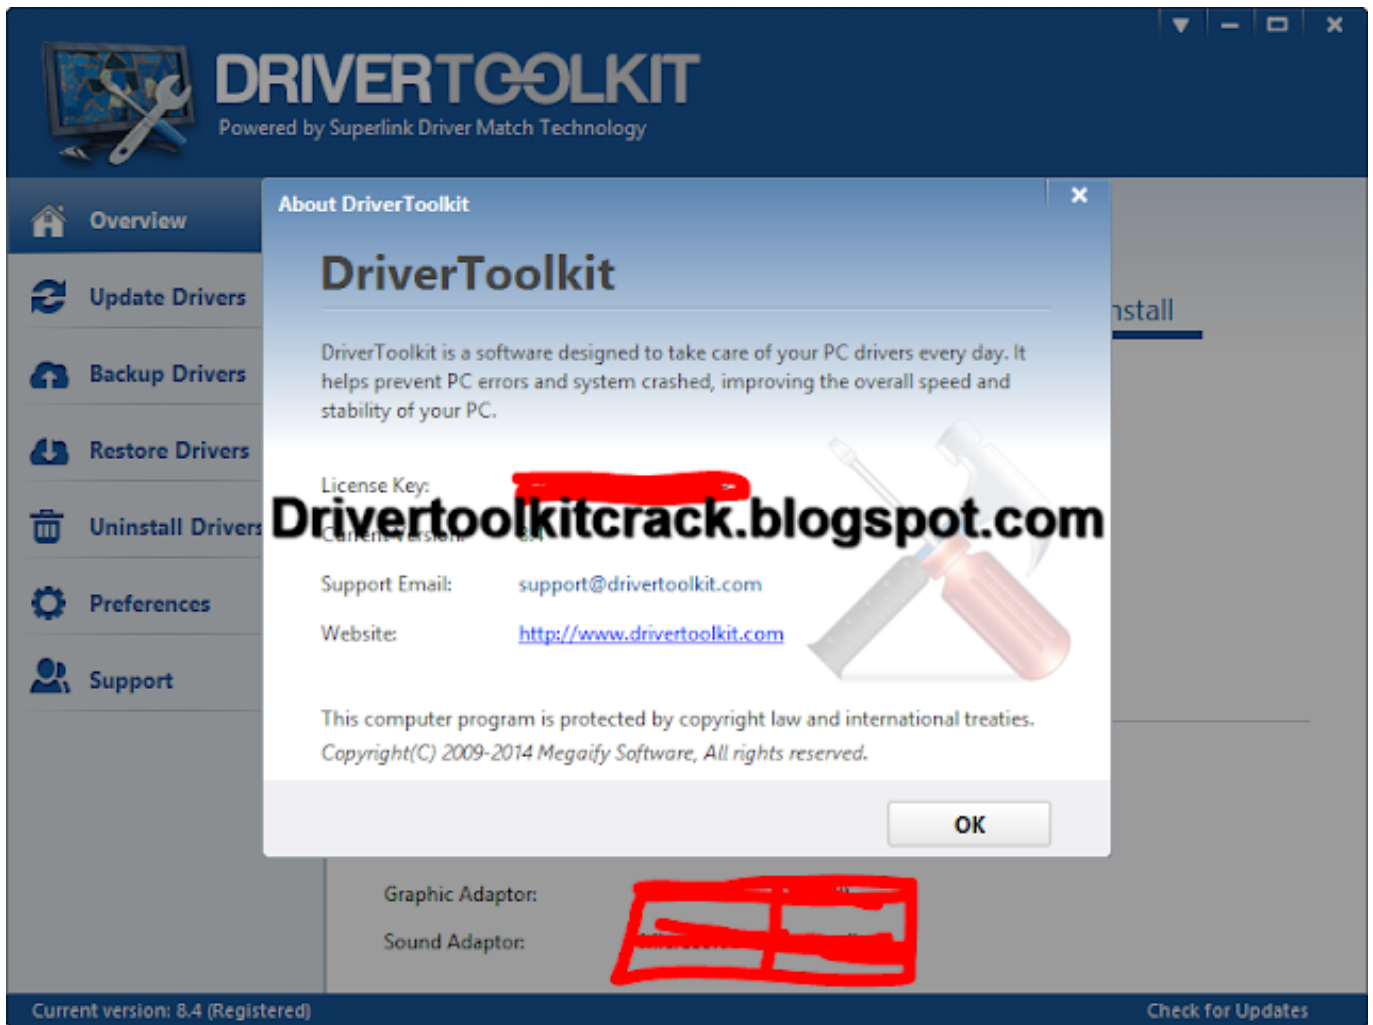 DRIVERTOOLKIT
Powered by Superlink Driver Match Technology
Overview
Update Drivers
Backup Drivers
Restore Drivers
Uninstall Drivers
Preferences
Support
About DriverToolkit
DriverToolkit
DriverToolkit is a software designed to take care of your PC drivers every day. It
helps prevent PC errors and system crashed, improving the overall speed and
stability of your PC.
License Key:
Drivertoolkitcrack.blogspot.com
Current Version: 8.4
Support Email: support@drivertoolkit.com
Website: http://www.drivertoolkit.com
This computer program is protected by copyright law and international treaties.
Copyright(C) 2009-2014 Megaify Software, All rights reserved.
OK
nstall
Graphic Adaptor:
Sound Adaptor:
Current version: 8.4 (Registered)
Check for Updates